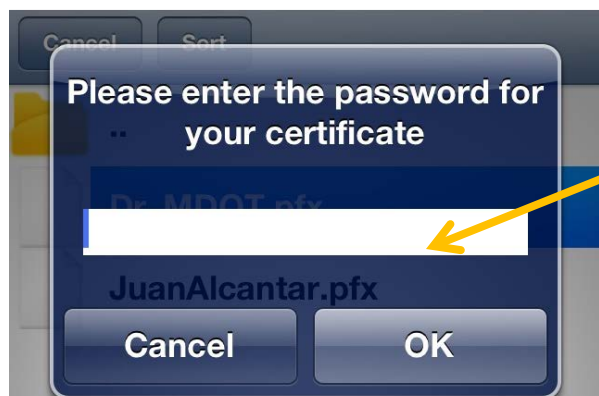 Cancel Sort
Please enter the password for
your certificate
..
Dr_MDOT.pfx
JuanAlcantar.pfx
Cancel OK